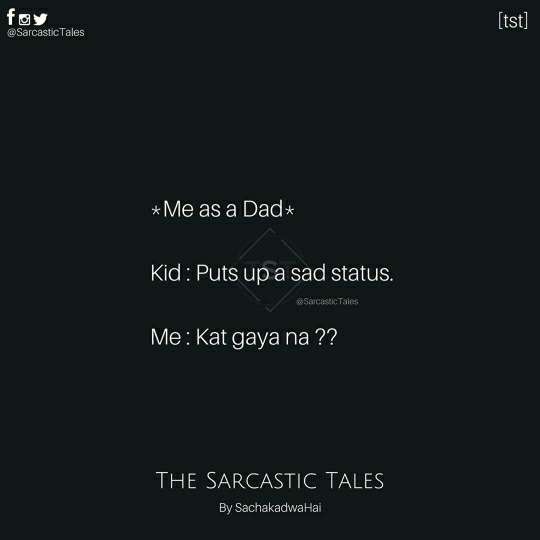 @SarcasticTales
[tst]
*Me as a Dad*
Kid : Puts up a sad status.
TST
@SarcasticTales
Me : Kat gaya na ??
The Sarcastic Tales
By SachakadwaHai